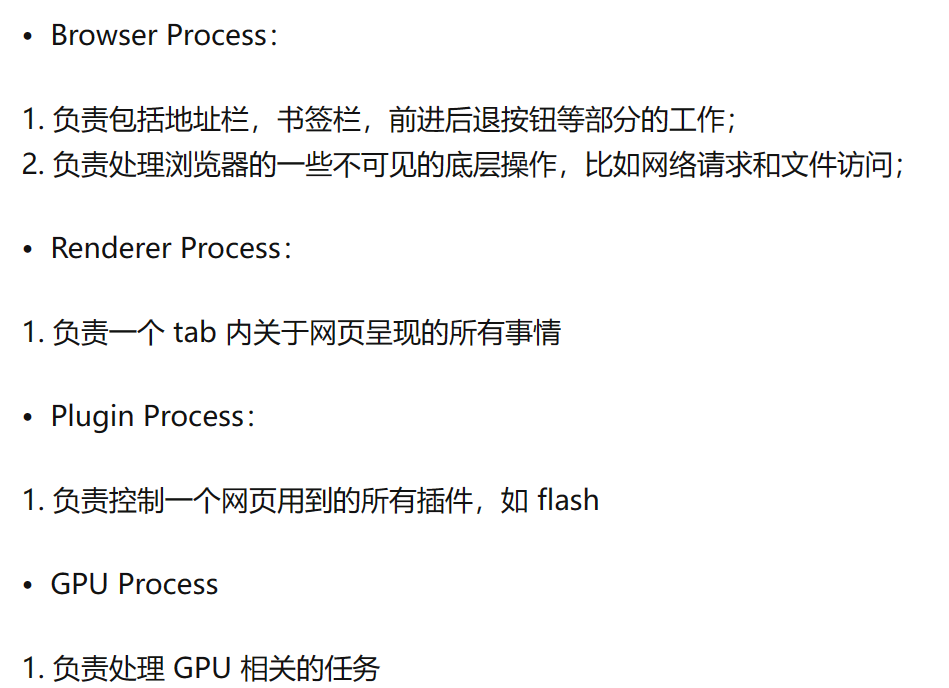 • Browser Process：
1. 负责包括地址栏，书签栏，前进后退按钮等部分的工作；
2. 负责处理浏览器的一些不可见的底层操作，比如网络请求和文件访问；
• Renderer Process：
1. 负责一个 tab 内关于网页呈现的所有事情
• Plugin Process：
1. 负责控制一个网页用到的所有插件，如 flash
• GPU Process
1. 负责处理 GPU 相关的任务